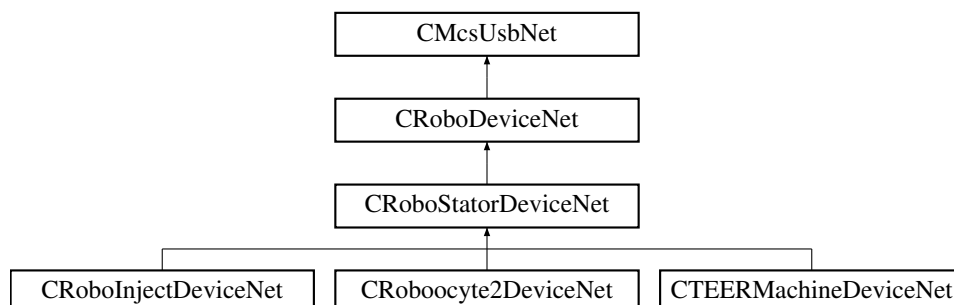 CMcsUsbNet
CRoboDeviceNet
CRoboStatorDeviceNet
CRoboInjectDeviceNet CRoboocyte2DeviceNet CTEERMachineDeviceNet